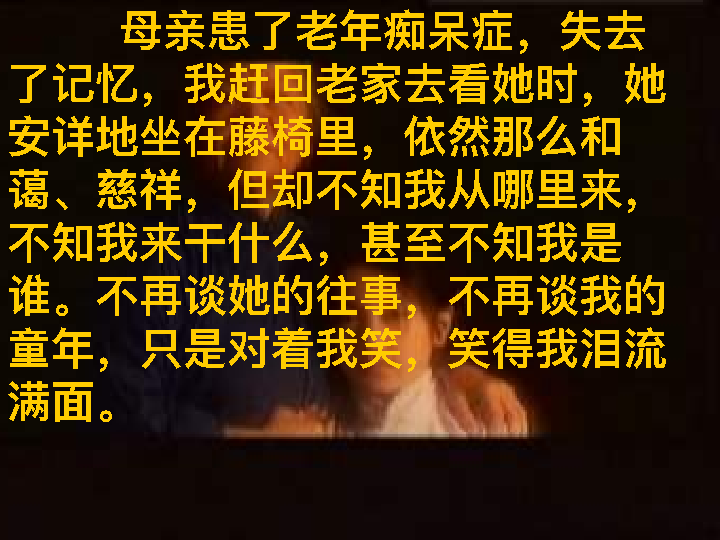 母亲患了老年痴呆症，失去
了记忆，我赶回老家去看她时，她
安详地坐在藤椅里，依然那么和
蔼、慈祥，但却不知我从哪里来，
不知我来干什么，甚至不知我是
谁。不再谈她的往事，不再谈我的
童年，只是对着我笑，笑得我泪流
满面。